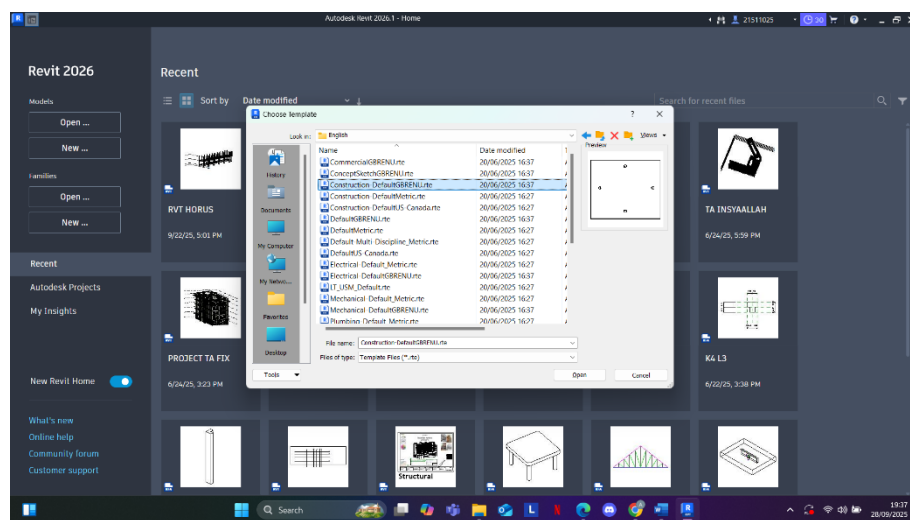 Autodesk Revit 2026.1 - Home
21511025
30
Revit 2026
Models
Open ...
New ...
Families
Open ...
New ...
Recent
Autodesk Projects
My Insights
New Revit Home
What's new
Online help
Community forum
Customer support
Recent
Sort by
Date modified
Search for recent files
RVT HORUS
9/22/25, 5:01 PM
TA INSYAALLAH
6/24/25, 5:59 PM
PROJECT TA FIX
6/24/25, 3:23 PM
K4 L3
6/22/25, 3:38 PM
Structural
Choose Template
Look in:
English
Views
History
Documents
My Computer
My Netwo...
Favorites
Desktop
Name
Date modified
Preview
CommercialGBRENU.rte 20/06/2025 16:37
ConceptSketchGBRENU.rte 20/06/2025 16:37
Construction-DefaultGBRENU.rte 20/06/2025 16:37
Construction-DefaultMetric.rte 20/06/2025 16:27
Construction-DefaultUS-Canada.rte 20/06/2025 16:27
DefaultGBRENU.rte 20/06/2025 16:37
DefaultMetric.rte 20/06/2025 16:27
Default-Multi-Discipline_Metric.rte 20/06/2025 16:27
DefaultUS-Canada.rte 20/06/2025 16:27
Electrical-Default_Metric.rte 20/06/2025 16:27
Electrical-DefaultGBRENU.rte 20/06/2025 16:37
IT_USM_Default.rte 20/06/2025 16:27
Mechanical-Default_Metric.rte 20/06/2025 16:27
Mechanical-DefaultGBRENU.rte 20/06/2025 16:37
Plumbing-Default_Metric.rte 20/06/2025 16:27
File name:
Construction-DefaultGBRENU.rte
Files of type:
Template Files (*.rte)
Tools
Open
Cancel
Search
19:37
28/09/2025